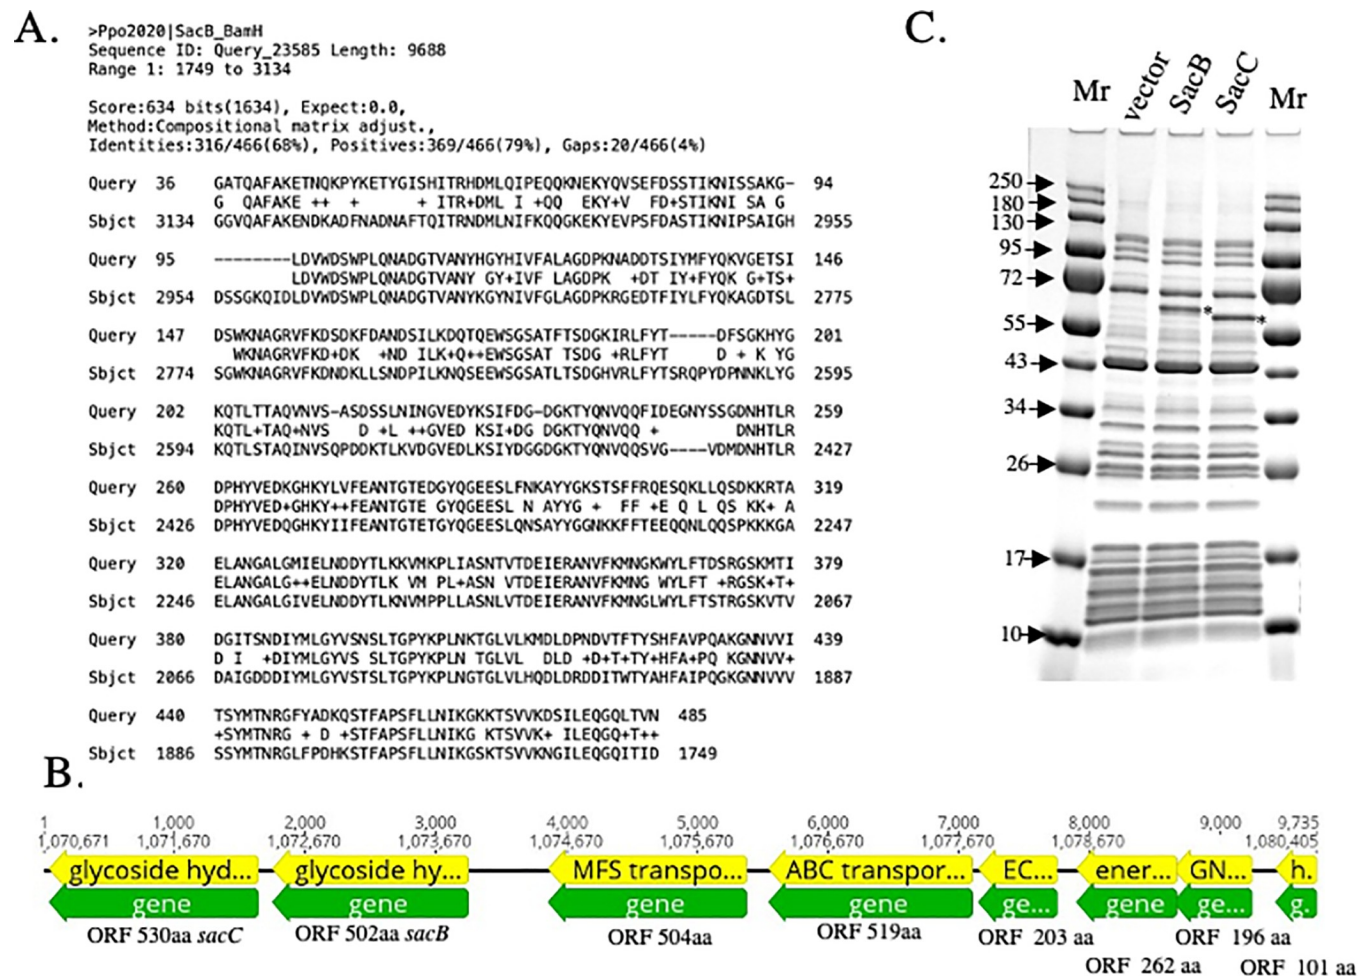 A.
>Ppo2020|SacB_BamH
Sequence ID: Query_23585 Length: 9688
Range 1: 1749 to 3134
Score:634 bits(1634), Expect:0.0,
Method:Compositional matrix adjust.,
Identities:316/466(68%), Positives:369/466(79%), Gaps:20/466(4%)
Query 36 GATQAFAKETNQKPYKETYGISHITRHDMLQIPEQQKNEKYQVSEFDSSTIKNISSAKG- 94
G QAFAKE ++ + + ITR+DML I +QQ EKY+V FD+STIKNI SA G
Sbjct 3134 GGVQAFAKENDKADFNADNAFTQITRNDMLNIFKQQGKEKYEVPSFDASTIKNIPSAIGH 2955
Query 95 --------LDVWDSWPLQNADGTVANYHGYHIVFALAGDPKNADDTSIYMFYQKVGETSI 146
LDVWDSWPLQNADGTVANY GY+IVF LAGDPK +DT IY+FYQK G+TS+
Sbjct 2954 DSSGKQIDLDVWDSWPLQNADGTVANYKGYNIVFGLAGDPKRGEDTFIYLFYQKAGDTSL 2775
Query 147 DSWKNAGRVFKDSDKFDANDSILKDQTQEWSGSATFTSDGKIRLFYT-----DFSGKHYG 201
WKNAGRVFKD+DK +ND ILK+Q++EWSGSAT TSDG +RLFYT D + K YG
Sbjct 2774 SGWKNAGRVFKDNDKLLSNDPILKNQSEEWSGSATLTSDGHVRLFYTSRQPYDPNNKLYG 2595
Query 202 KQTLTTAQVNVS-ASDSSLNINGVEDYKSIFDG-DGKTYQNVQQFIDEGNYSSGDNHTLR 259
KQTL+TAQ+NVS D +L ++GVED KSI+DG DGKTYQNVQQ + DNHTLR
Sbjct 2594 KQTLSTAQINVSQPDDKTLKVDGVEDLKSIYDGGDGKTYQNVQQSVG----VDMDNHTLR 2427
Query 260 DPHYVEDKGHKYLVFEANTGTEDGYQGEESLFNKAYYGKSTSFFRQESQKLLQSDKKRTA 319
DPHYVED+GHKY++FEANTGTE GYQGEESL N AYYG + FF +E Q L QS KK+ A
Sbjct 2426 DPHYVEDQGHKYIIFEANTGTETGYQGEESLQNSAYYGGNKKFFTEEQQNLQQSPKKKGA 2247
Query 320 ELANGALGMIELNDDYTLKKVMKPLIASNTVTDEIERANVFKMNGKWYLFTDSRGSKMTI 379
ELANGALG++ELNDDYTLK VM PL+ASN VTDEIERANVFKMNG WYLFT +RGSK+T+
Sbjct 2246 ELANGALGIVELNDDYTLKNVMPPLLASNLVTDEIERANVFKMNGLWYLFTSTRGSKVTV 2067
Query 380 DGITSNDIYMLGYVSNSLTGPYKPLNKTGLVLKMDLDPNDVTFTYSHFAVPQAKGNNVVI 439
D I +DIYMLGYVS SLTGPYKPLN TGLVL DLD +D+T+TY+HFA+PQ KGNNVV+
Sbjct 2066 DAIGDDDIYMLGYVSTSLTGPYKPLNGTGLVLHQDLDRDDITWTYAHFAIPQGKGNNVVV 1887
Query 440 TSYMTNRGFYADKQSTFAPSFLLNIKGKKTSVVKDSILEQGQLTVN 485
+SYMTNRG + D +STFAPSFLLNIKG KTSVVK+ ILEQGQ+T++
Sbjct 1886 SSYMTNRGLFPDHKSTFAPSFLLNIKGSKTSVVKNGILEQGQITID 1749
C.
Mr vector SacB SacC Mr
250
180
130
95
72
55
* *
43
34
26
17
10
B.
1 1,000 2,000 3,000 4,000 5,000 6,000 7,000 8,000 9,000 9,735
1,070,671 1,071,670 1,073,670 1,074,670 1,076,670 1,077,670 1,078,670 1,080,405
glycoside hyd... glycoside hy... MFS transpo... ABC transpor... EC... ener... GN... h.
gene gene gene gene ge... gene ge... g.
ORF 530aa sacC ORF 502aa sacB ORF 504aa ORF 519aa ORF 203 aa ORF 196 aa
ORF 262 aa ORF 101 aa